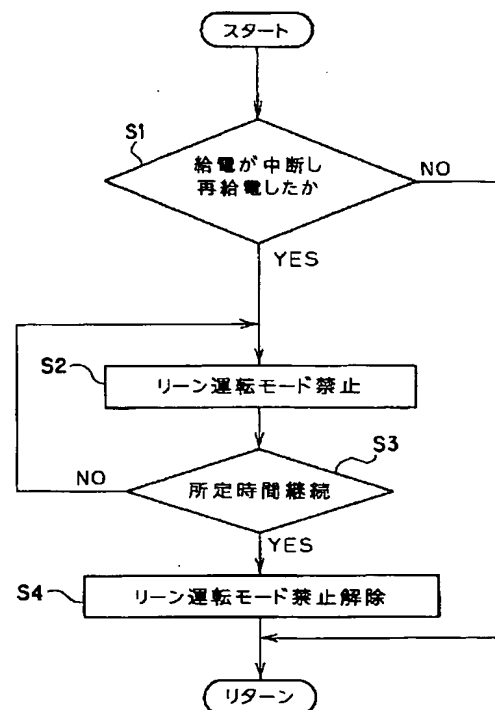 スタート
S1
給電が中断し
再給電したか
NO
YES
S2
リーン運転モード禁止
S3
所定時間継続
NO
YES
S4
リーン運転モード禁止解除
リターン